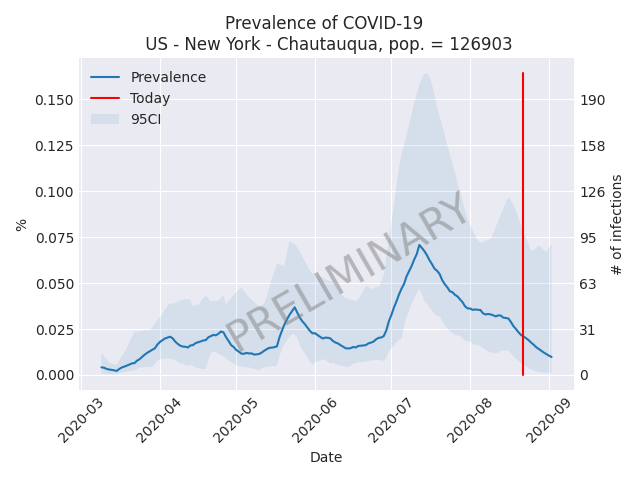 Prevalence of COVID-19
US - New York - Chautauqua, pop. = 126903
Prevalence
Today
95CI
PRELIMINARY
%
0.150
0.125
0.100
0.075
0.050
0.025
0.000
190
158
126
95
63
31
0
# of infections
2020-03
2020-04
2020-05
2020-06
2020-07
2020-08
2020-09
Date